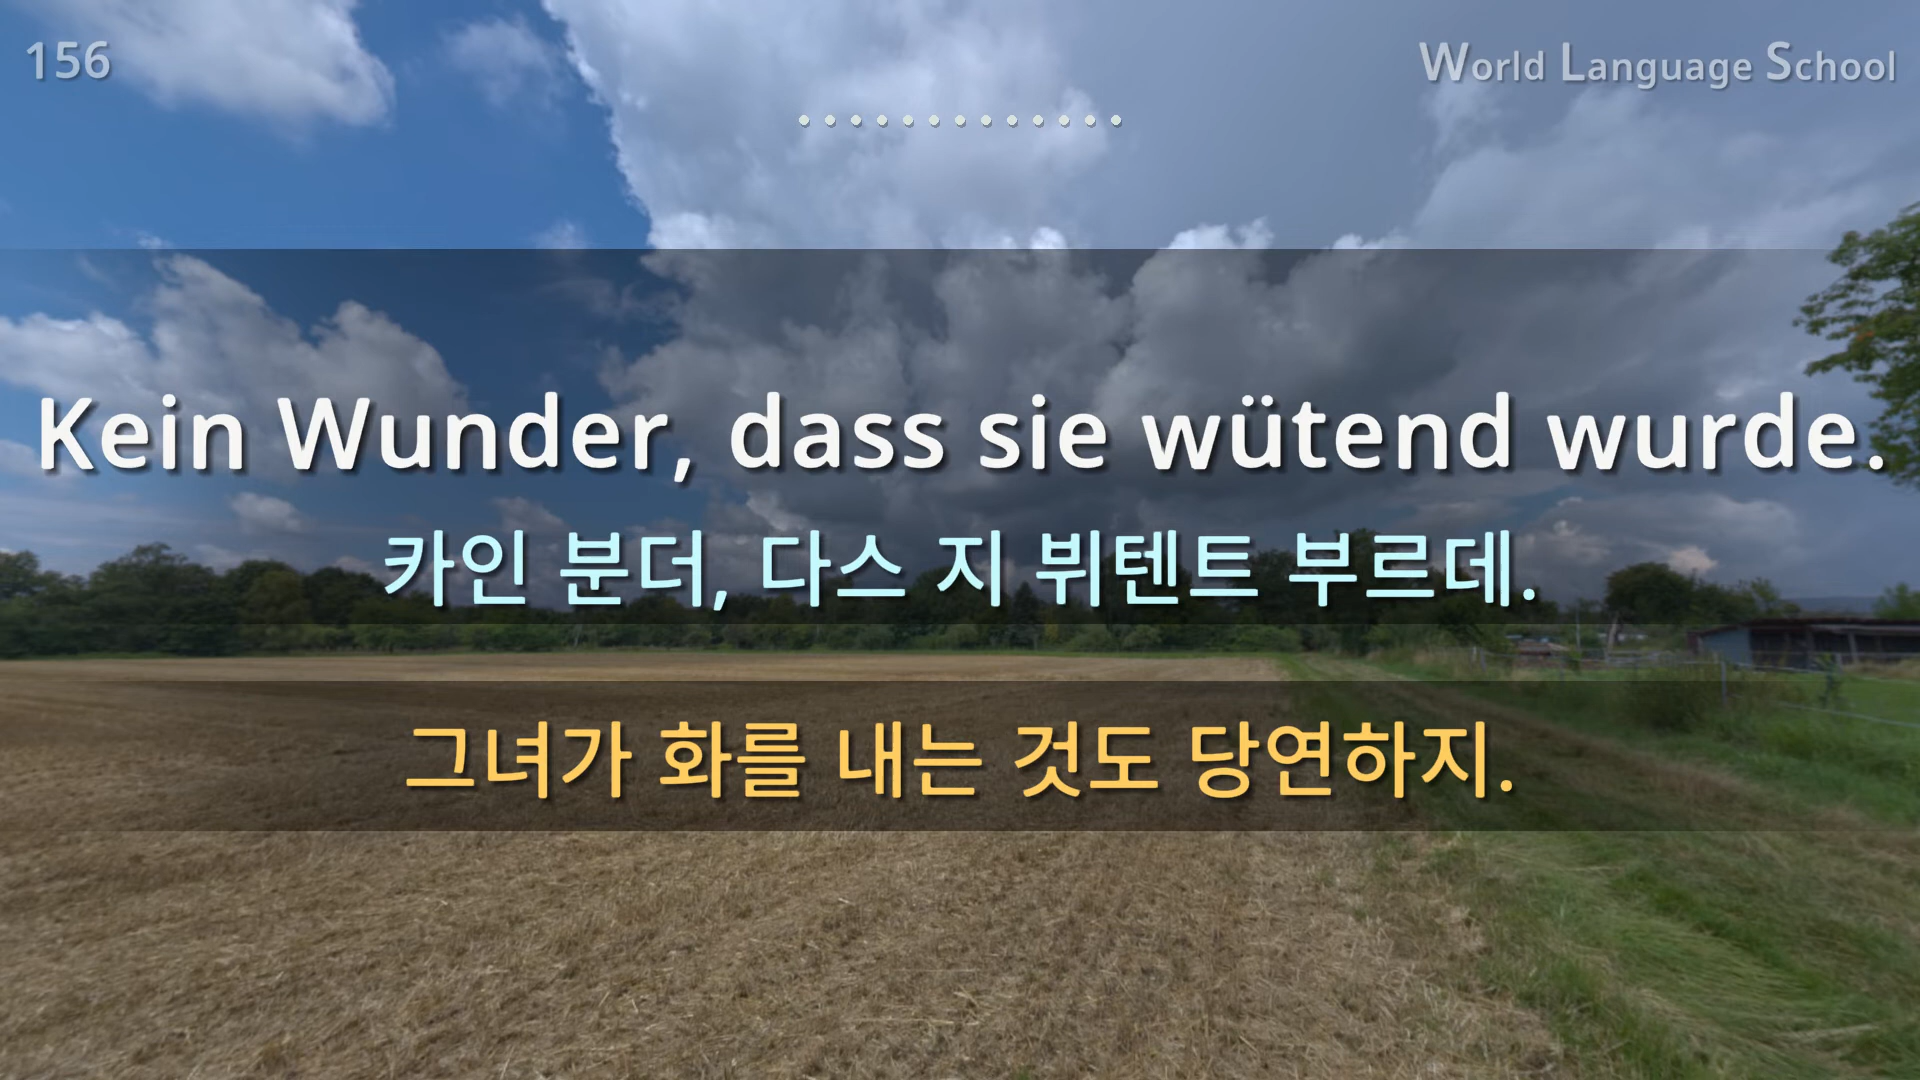 156
World Language School
Kein Wunder, dass sie wütend wurde.
카인 분더, 다스 지 뷔텐트 부르데.
그녀가 화를 내는 것도 당연하지.